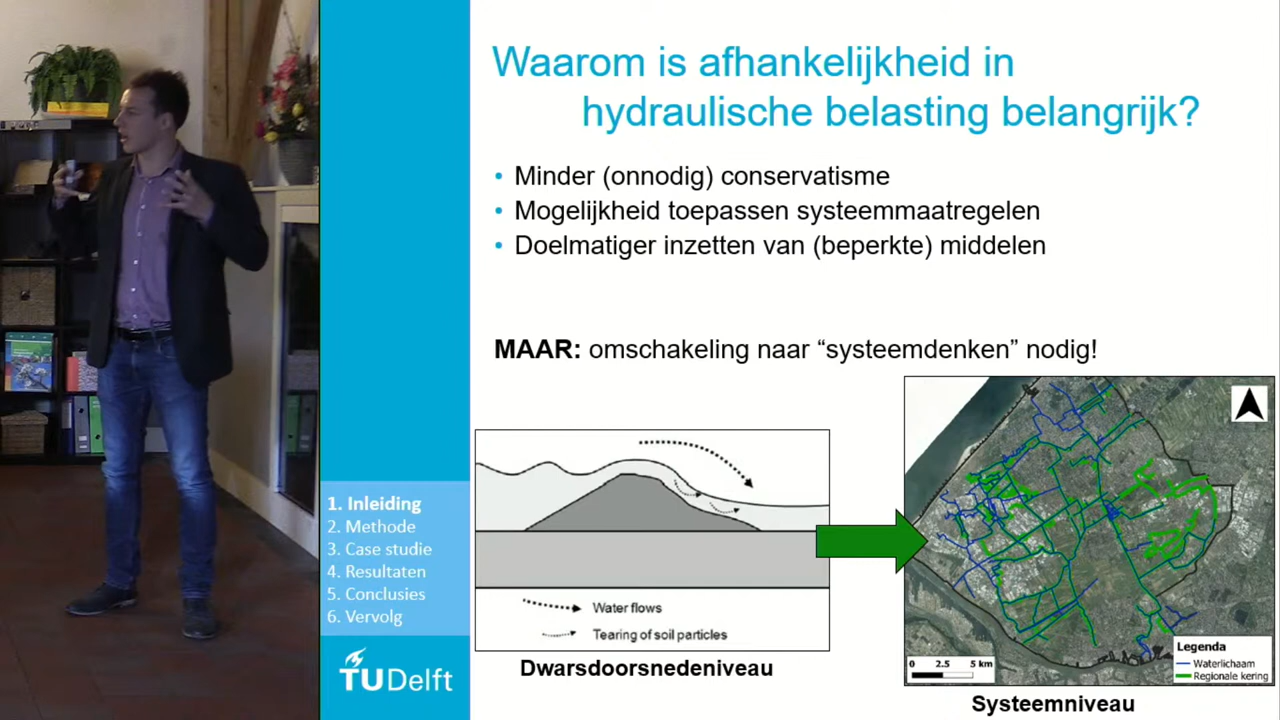 Waarom is afhankelijkheid in
hydraulische belasting belangrijk?
• Minder (onnodig) conservatisme
• Mogelijkheid toepassen systeemmaatregelen
• Doelmatiger inzetten van (beperkte) middelen
MAAR: omschakeling naar “systeemdenken” nodig!
1. Inleiding
2. Methode
3. Case studie
4. Resultaten
5. Conclusies
6. Vervolg
TUDelft
Water flows
Tearing of soil particles
Dwarsdoorsnedeniveau
0 2.5 5 km
Legenda
Waterlichaam
Regionale kering
Systeemniveau